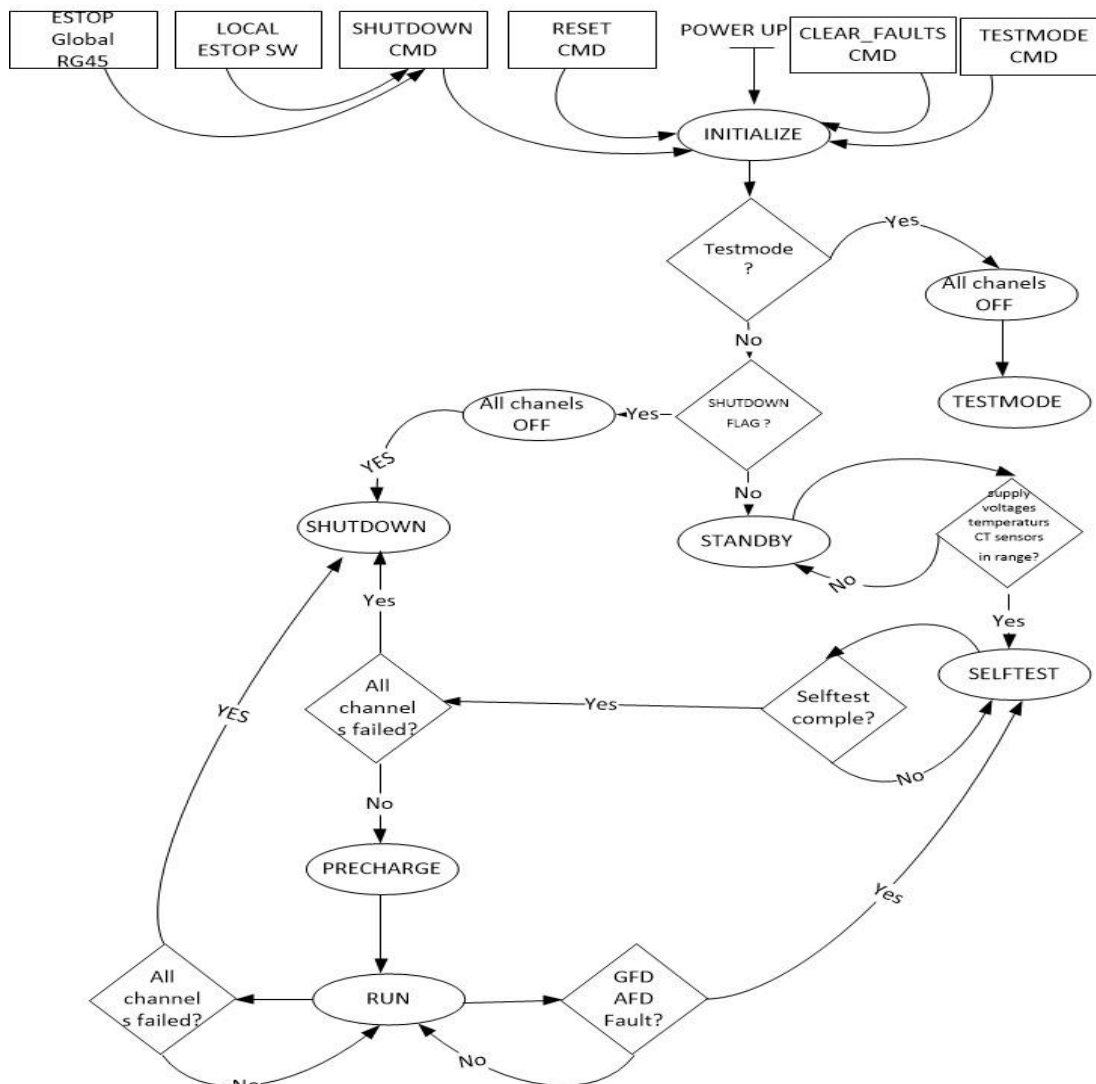 ESTOP
Global
RG45
LOCAL
ESTOP SW
SHUTDOWN
CMD
RESET
CMD
POWER UP
CLEAR_FAULTS
CMD
TESTMODE
CMD
INITIALIZE
Testmode
?
Yes
All chanels
OFF
No
TESTMODE
SHUTDOWN
FLAG ?
Yes
All chanels
OFF
YES
No
SHUTDOWN
STANDBY
supply
voltages
temperaturs
CT sensors
in range?
No
Yes
Yes
SELFTEST
Selftest
comple?
Yes
No
All
channel
s failed?
YES
No
PRECHARGE
Yes
All
channel
s failed?
RUN
GFD
AFD
Fault?
No
No